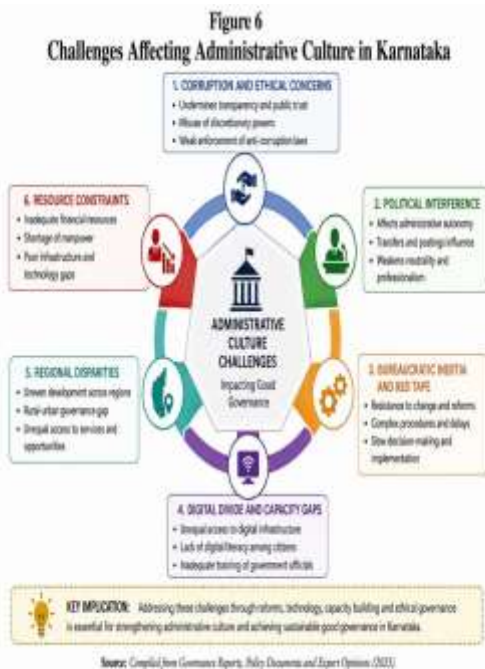 Figure 6
Challenges Affecting Administrative Culture in Karnataka
1. CORRUPTION AND ETHICAL CONCERNS
• Undermines transparency and public trust
• Misuse of discretionary powers
• Weak enforcement of anti-corruption laws
2. POLITICAL INTERFERENCE
• Affects administrative autonomy
• Transfers and postings influence
• Weakens neutrality and
professionalism
3. BUREAUCRATIC INERTIA
AND RED TAPE
• Resistance to change and reforms
• Complex procedures and delays
• Slow decision-making and
implementation
4. DIGITAL DIVIDE AND CAPACITY GAPS
• Unequal access to digital infrastructure
• Lack of digital literacy among citizens
• Inadequate training of government officials
5. REGIONAL DISPARITIES
• Uneven development across regions
• Rural-urban governance gap
• Unequal access to services and
opportunities
6. RESOURCE CONSTRAINTS
• Inadequate financial resources
• Shortage of manpower
• Poor infrastructure and
technology gaps
ADMINISTRATIVE
CULTURE
CHALLENGES
Impacting Good
Governance
KEY IMPLICATION: Addressing these challenges through reforms, technology, capacity building and ethical governance
is essential for strengthening administrative culture and achieving sustainable good governance in Karnataka.
Source: Compiled from Governance Reports, Policy Documents and Expert Opinions (2025).